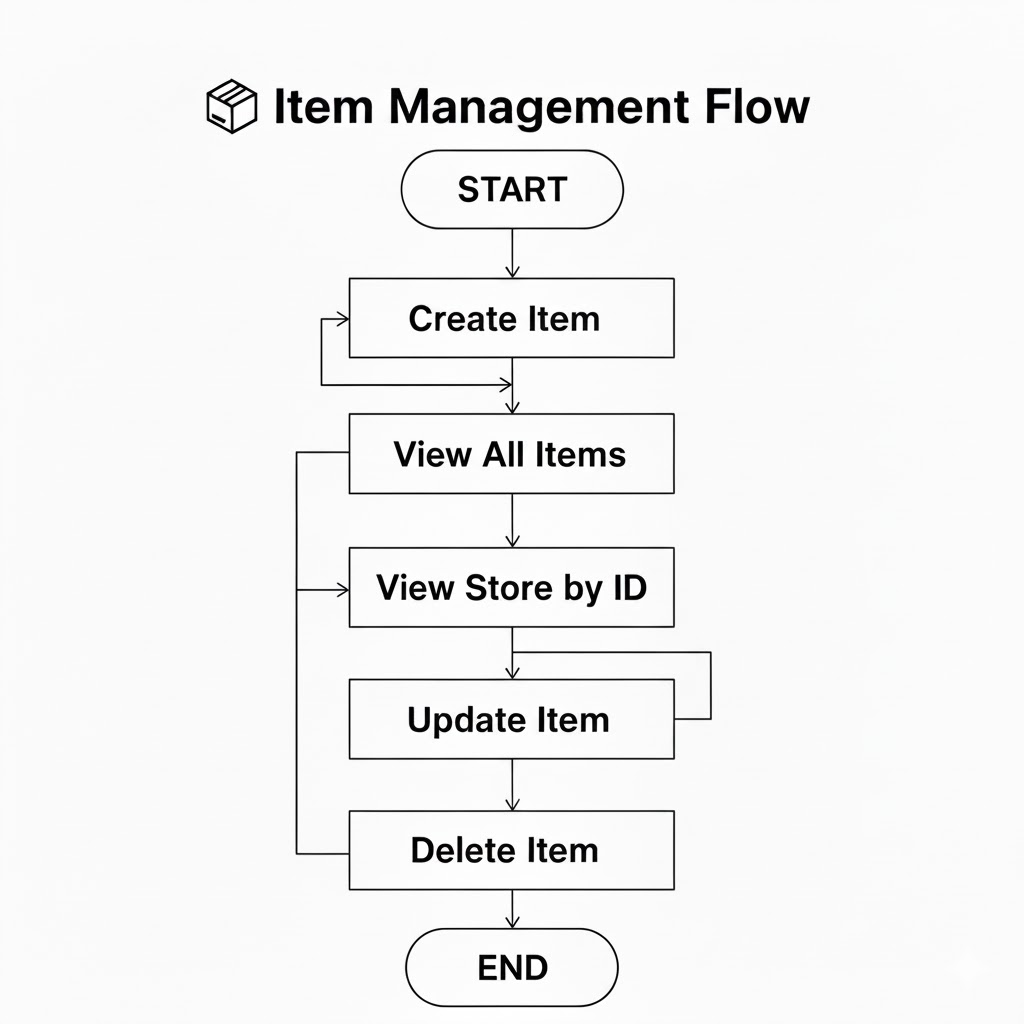 Item Management Flow
START
Create Item
View All Items
View Store by ID
Update Item
Delete Item
END